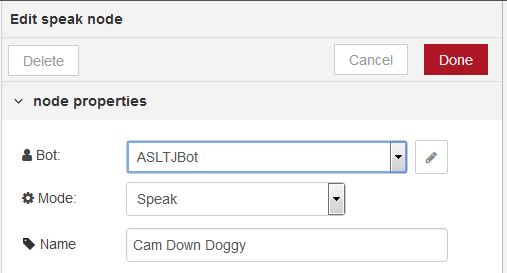 Edit speak node
Delete
Cancel
Done
node properties
Bot:
ASLTJBot
Mode:
Speak
Name
Cam Down Doggy